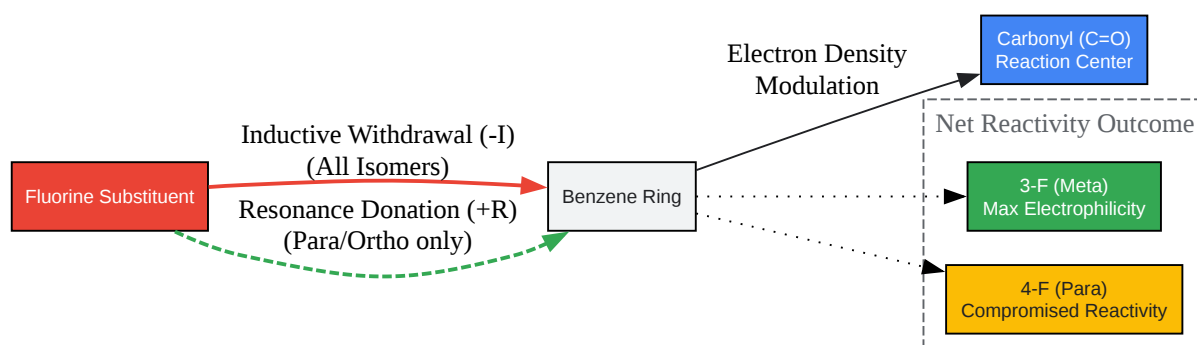 Carbonyl (C=O)
Reaction Center
Electron Density
Modulation
Net Reactivity Outcome
Inductive Withdrawal (-I)
(All Isomers)
Fluorine Substituent
Benzene Ring
3-F (Meta)
Max Electrophilicity
Resonance Donation (+R)
(Para/Ortho only)
4-F (Para)
Compromised Reactivity